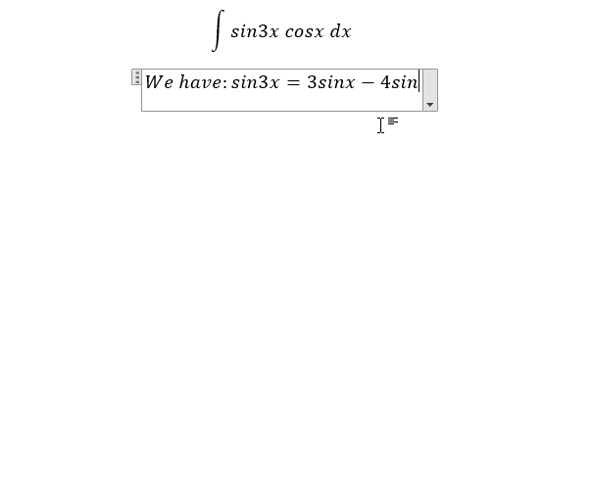 ∫ sin3x cosx dx
We have: sin3x = 3sinx − 4sin